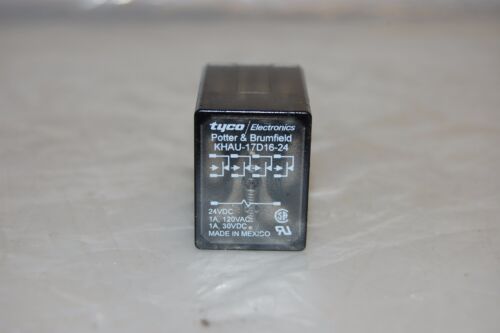 tyco / Electronics
Potter & Brumfield
KHAU-17D16-24
24VDC
1A, 120VAC
1A, 30VDC
MADE IN MEXICO